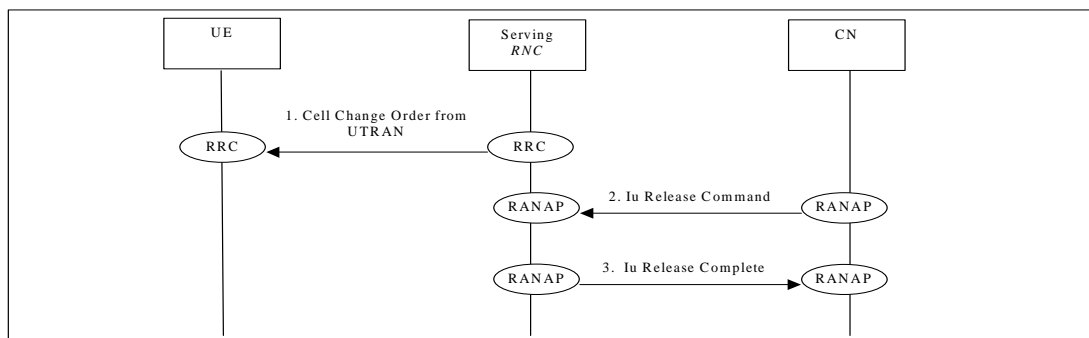 UE
Serving
RNC
CN
1. Cell Change Order from
UTRAN
RRC
RRC
2. Iu Release Command
RANAP
RANAP
3. Iu Release Complete
RANAP
RANAP